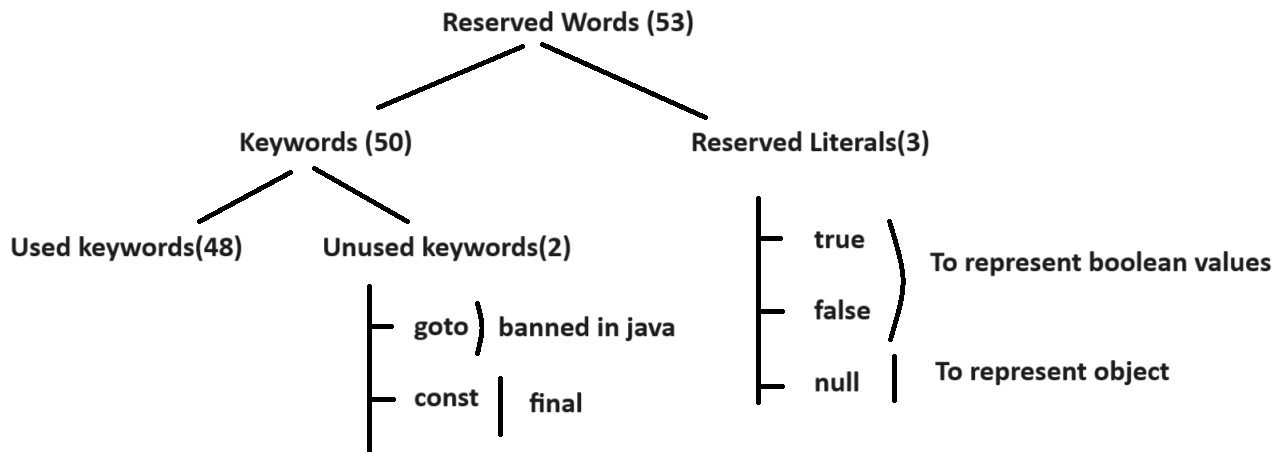 Reserved Words (53)
Keywords (50)
Reserved Literals(3)
Used keywords(48)
Unused keywords(2)
goto
banned in java
const
final
true
false
To represent boolean values
null
To represent object